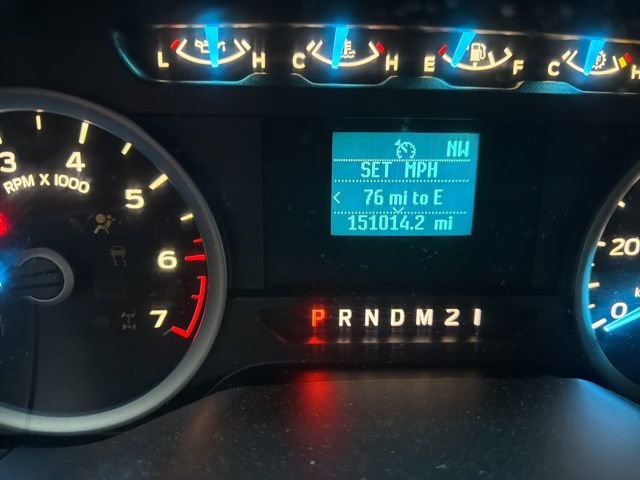 L H C H E F C H
NW
SET MPH
< 76 mi to E
151014.2 mi
3 4 5 6 7
RPM X 1000
P R N D M 2 1
20
0
k